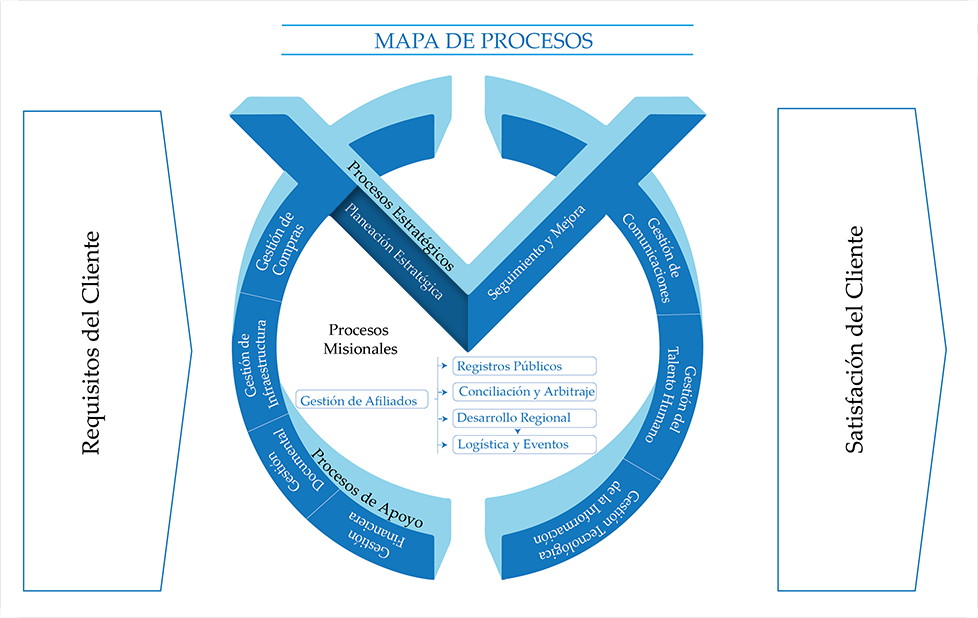 MAPA DE PROCESOS
Requisitos del Cliente
Procesos Estratégicos
Planeación Estratégica
Seguimiento y Mejora
Gestión de
Compras
Gestión de
Infraestructura
Gestión
Documental
Gestión
Financiera
Procesos de Apoyo
Gestión de
Comunicaciones
Gestión del
Talento Humano
Gestión Tecnológica
de la Información
Procesos
Misionales
Gestión de Afiliados
Registros Públicos
Conciliación y Arbitraje
Desarrollo Regional
Logística y Eventos
Satisfación del Cliente